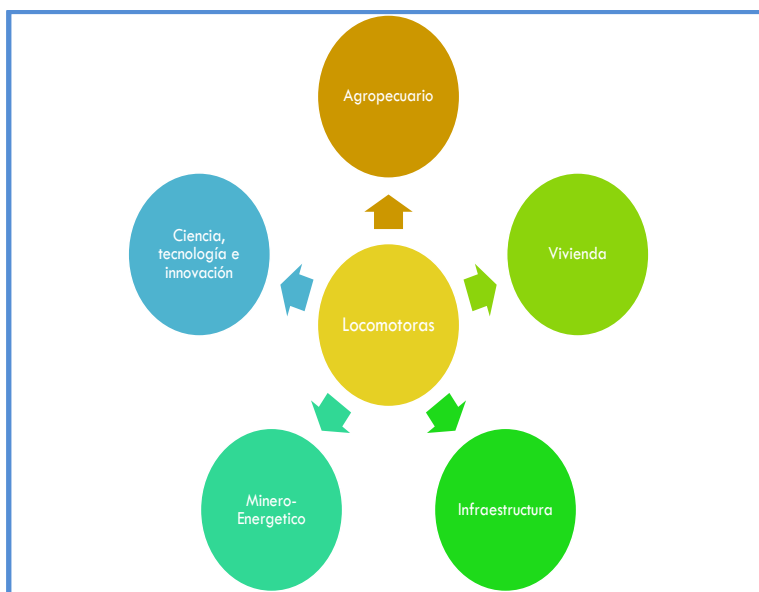 Agropecuario
Ciencia,
tecnología e
innovación
Vivienda
Locomotoras
Minero-
Energetico
Infraestructura